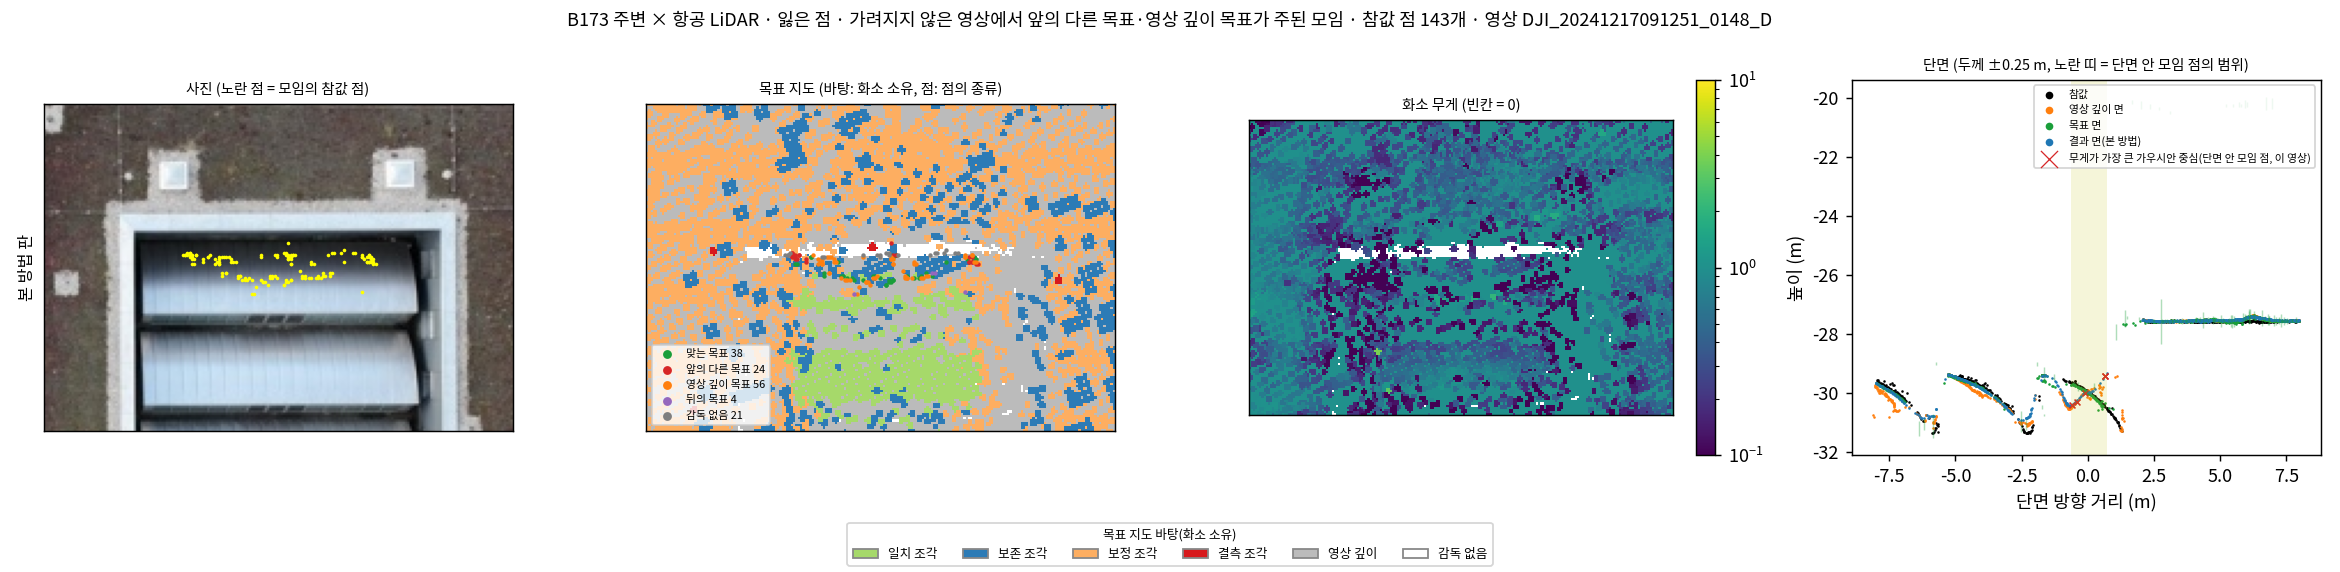 B173 주변 × 항공 LiDAR · 잃은 점 · 가려지지 않은 영상에서 앞의 다른 목표·영상 깊이 목표가 주된 모임 · 참값 점 143개 · 영상 DJI_20241217091251_0148_D
사진 (노란 점 = 모임의 참값 점)
본 방법 판
목표 지도 (바탕: 화소 소유, 점: 점의 종류)
맞는 목표 38
앞의 다른 목표 24
영상 깊이 목표 56
뒤의 목표 4
감독 없음 21
화소 무게 (빈칸 = 0)
10¹
10⁰
10⁻¹
단면 (두께 ±0.25 m, 노란 띠 = 단면 안 모임 점의 범위)
참값
영상 깊이 면
목표 면
결과 면(본 방법)
무게가 가장 큰 가우시안 중심(단면 안 모임 점, 이 영상)
높이 (m)
-20
-22
-24
-26
-28
-30
-32
-7.5 -5.0 -2.5 0.0 2.5 5.0 7.5
단면 방향 거리 (m)
목표 지도 바탕(화소 소유)
일치 조각 보존 조각 보정 조각 결측 조각 영상 깊이 감독 없음